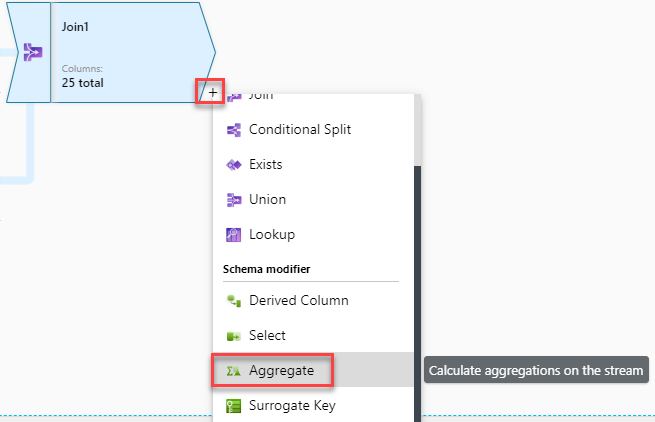 Join1
Columns:
25 total
+
Join
Conditional Split
Exists
Union
Lookup
Schema modifier
Derived Column
Select
Aggregate
Calculate aggregations on the stream
Surrogate Key